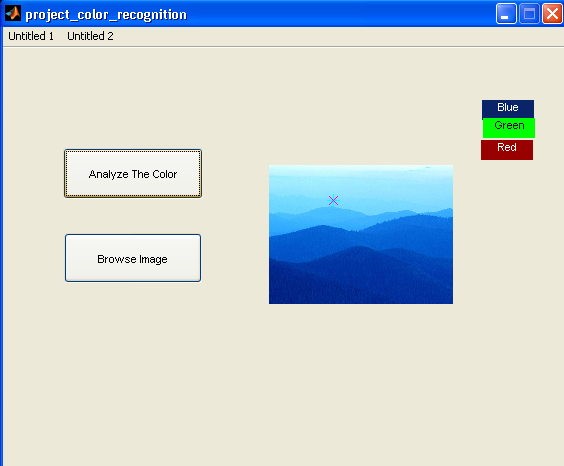 project_color_recognition
Untitled 1 Untitled 2
Blue
Green
Red
Analyze The Color
Browse Image